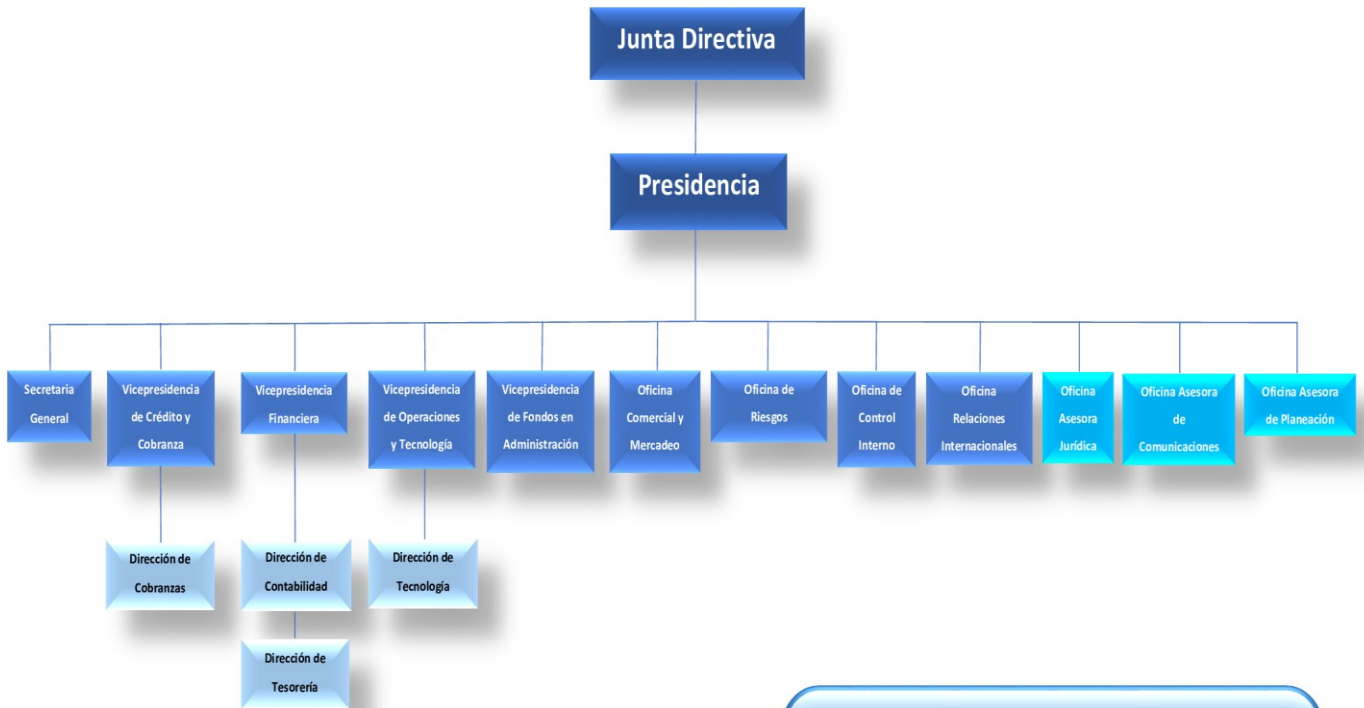 Junta Directiva
Presidencia
Secretaria
General
Vicepresidencia
de Crédito y
Cobranza
Vicepresidencia
Financiera
Vicepresidencia
de Operaciones
y Tecnología
Vicepresidencia
de Fondos en
Administración
Oficina
Comercial y
Mercadeo
Oficina de
Riesgos
Oficina de
Control
Interno
Oficina
Relaciones
Internacionales
Oficina
Asesora
Jurídica
Oficina Asesora
de
Comunicaciones
Oficina Asesora
de Planeación
Dirección de
Cobranzas
Dirección de
Contabilidad
Dirección de
Tecnología
Dirección de
Tesorería